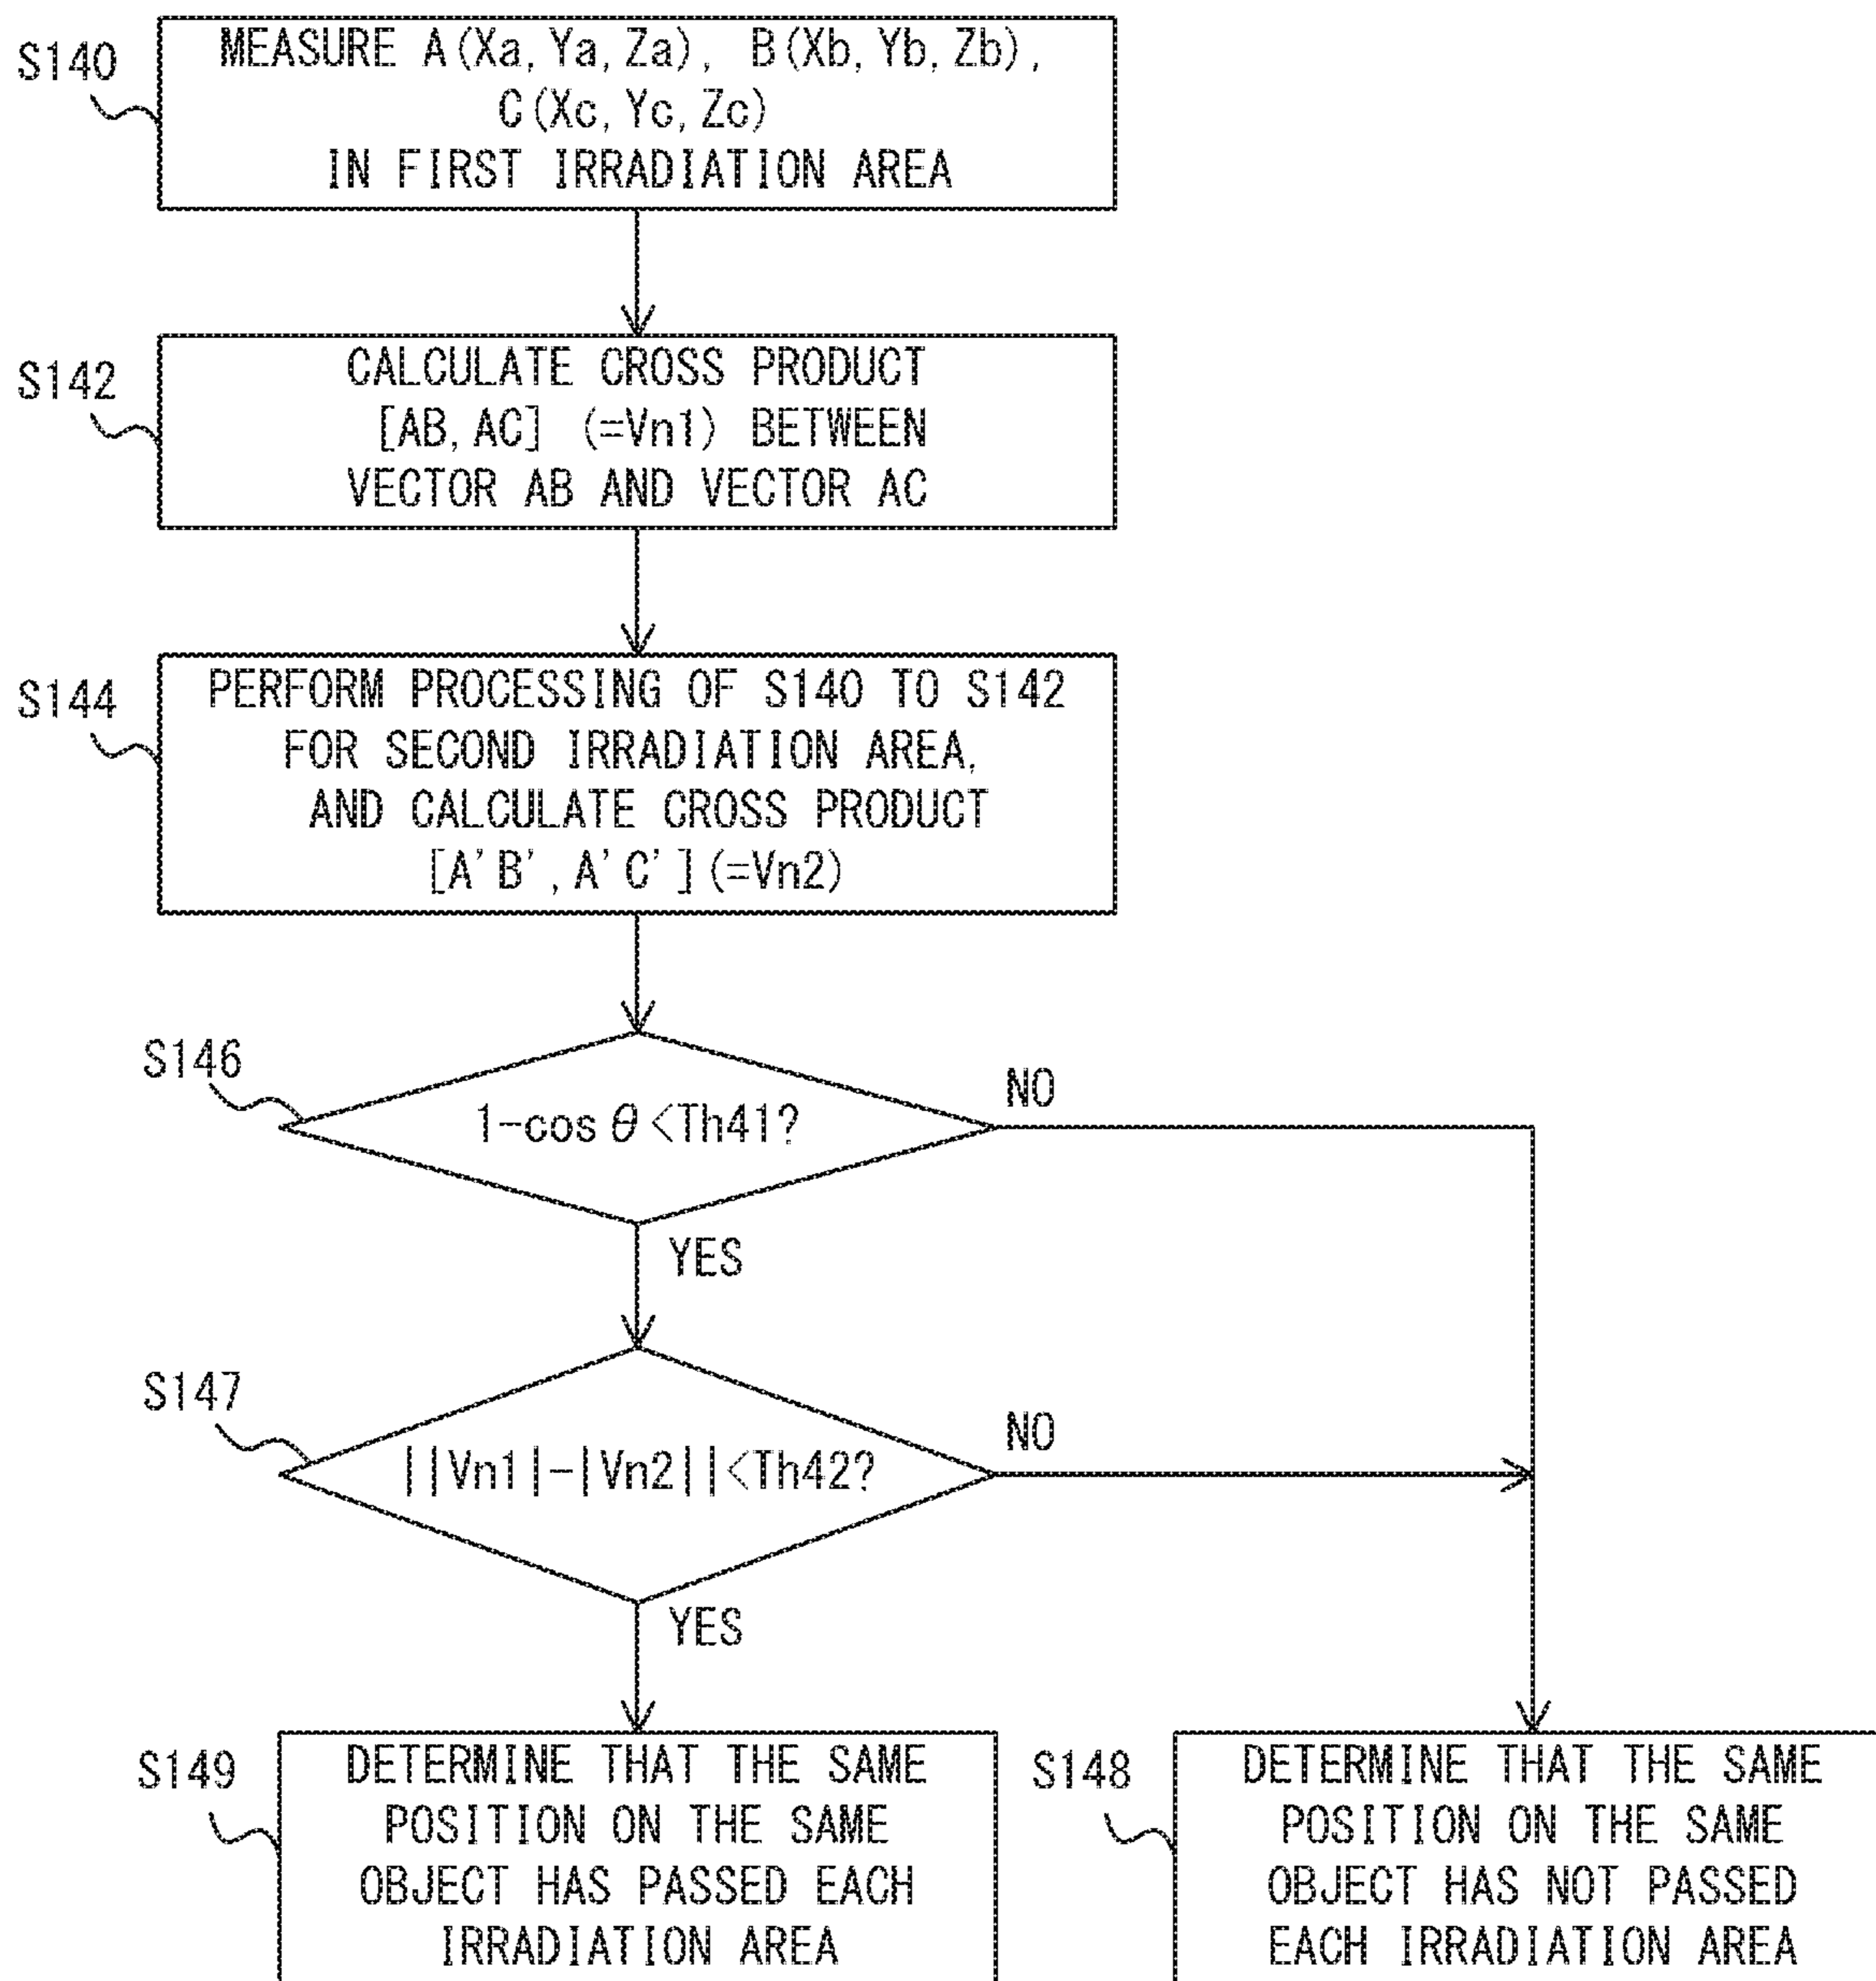 S140
MEASURE A(Xa, Ya, Za), B(Xb, Yb, Zb),
C(Xc, Yc, Zc)
IN FIRST IRRADIATION AREA
S142
CALCULATE CROSS PRODUCT
[AB, AC] (=Vn1) BETWEEN
VECTOR AB AND VECTOR AC
S144
PERFORM PROCESSING OF S140 TO S142
FOR SECOND IRRADIATION AREA,
AND CALCULATE CROSS PRODUCT
[A'B', A'C'] (=Vn2)
S146
1-cos θ<Th41?
NO
YES
S147
||Vn1|-|Vn2||<Th42?
NO
YES
S149
DETERMINE THAT THE SAME
POSITION ON THE SAME
OBJECT HAS PASSED EACH
IRRADIATION AREA
S148
DETERMINE THAT THE SAME
POSITION ON THE SAME
OBJECT HAS NOT PASSED
EACH IRRADIATION AREA